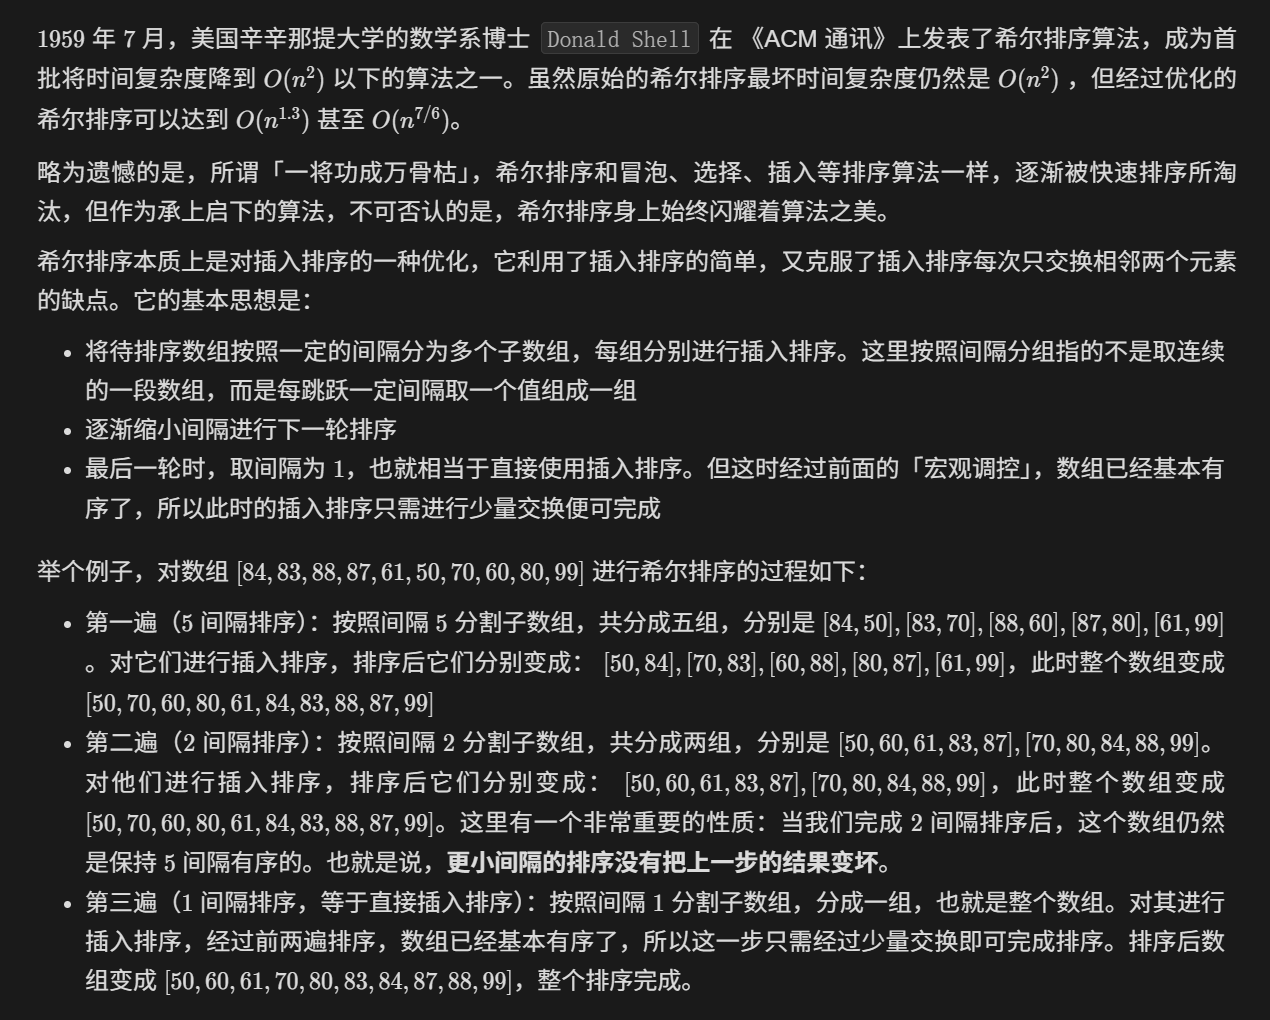 1959 年 7 月，美国辛辛那提大学的数学系博士 Donald Shell 在 《ACM 通讯》上发表了希尔排序算法，成为首
批将时间复杂度降到 O(n²) 以下的算法之一。虽然原始的希尔排序最坏时间复杂度仍然是 O(n²) ，但经过优化的
希尔排序可以达到 O(n^{1.3}) 甚至 O(n^{7/6})。
略为遗憾的是，所谓「一将功成万骨枯」，希尔排序和冒泡、选择、插入等排序算法一样，逐渐被快速排序所淘
汰，但作为承上启下的算法，不可否认的是，希尔排序身上始终闪耀着算法之美。
希尔排序本质上是对插入排序的一种优化，它利用了插入排序的简单，又克服了插入排序每次只交换相邻两个元素
的缺点。它的基本思想是：
• 将待排序数组按照一定的间隔分为多个子数组，每组分别进行插入排序。这里按照间隔分组指的不是取连续
的一段数组，而是每跳跃一定间隔取一个值组成一组
• 逐渐缩小间隔进行下一轮排序
• 最后一轮时，取间隔为 1，也就相当于直接使用插入排序。但这时经过前面的「宏观调控」，数组已经基本有
序了，所以此时的插入排序只需进行少量交换便可完成
举个例子，对数组 [84, 83, 88, 87, 61, 50, 70, 60, 80, 99] 进行希尔排序的过程如下：
• 第一遍（5 间隔排序）：按照间隔 5 分割子数组，共分成五组，分别是 [84, 50], [83, 70], [88, 60], [87, 80], [61, 99]
。对它们进行插入排序，排序后它们分别变成： [50, 84], [70, 83], [60, 88], [80, 87], [61, 99]，此时整个数组变成
[50, 70, 60, 80, 61, 84, 83, 88, 87, 99]
• 第二遍（2 间隔排序）：按照间隔 2 分割子数组，共分成两组，分别是 [50, 60, 61, 83, 87], [70, 80, 84, 88, 99]。
对他们进行插入排序，排序后它们分别变成： [50, 60, 61, 83, 87], [70, 80, 84, 88, 99]，此时整个数组变成
[50, 70, 60, 80, 61, 84, 83, 88, 87, 99]。这里有一个非常重要的性质：当我们完成 2 间隔排序后，这个数组仍然
是保持 5 间隔有序的。也就是说，更小间隔的排序没有把上一步的结果变坏。
• 第三遍（1 间隔排序，等于直接插入排序）：按照间隔 1 分割子数组，分成一组，也就是整个数组。对其进行
插入排序，经过前两遍排序，数组已经基本有序了，所以这一步只需经过少量交换即可完成排序。排序后数
组变成 [50, 60, 61, 70, 80, 83, 84, 87, 88, 99]，整个排序完成。